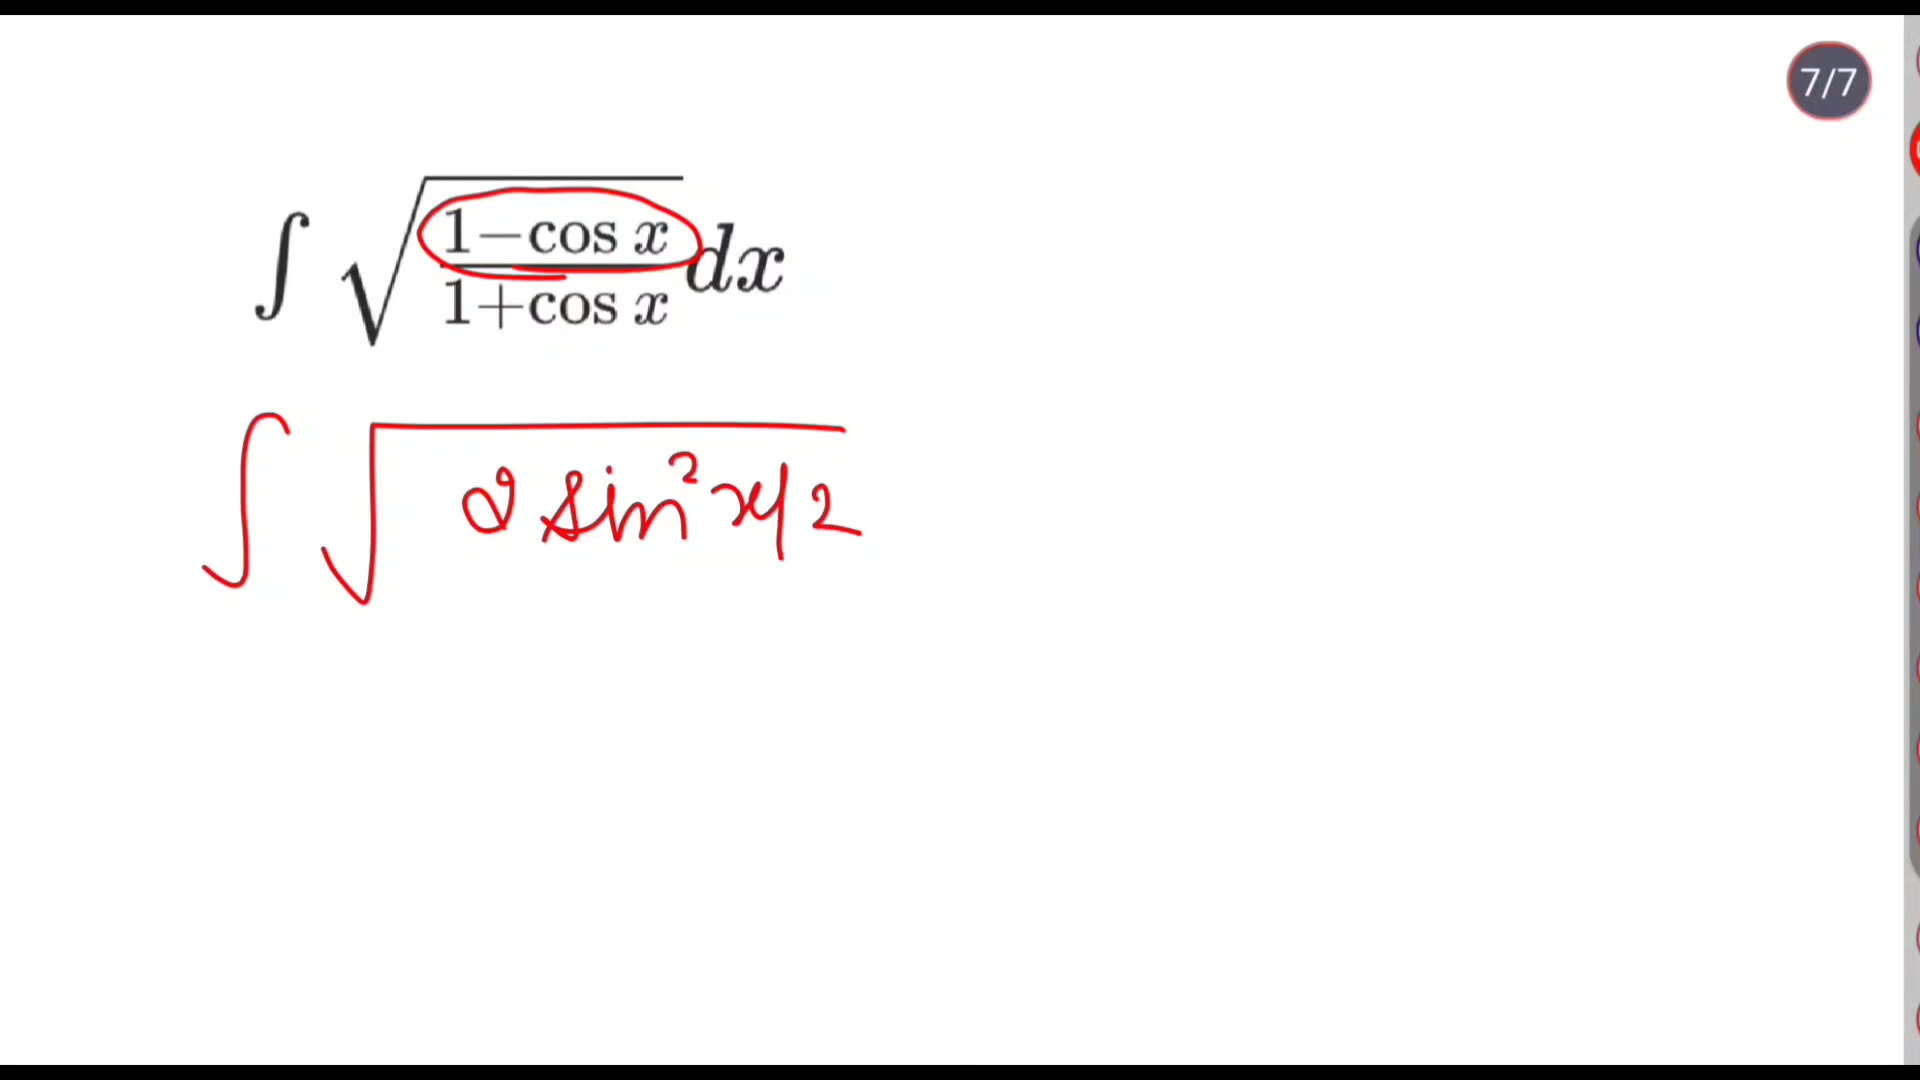 7/7
∫ √(1−cos x / 1+cos x) dx
∫ √(2 sin² x/2